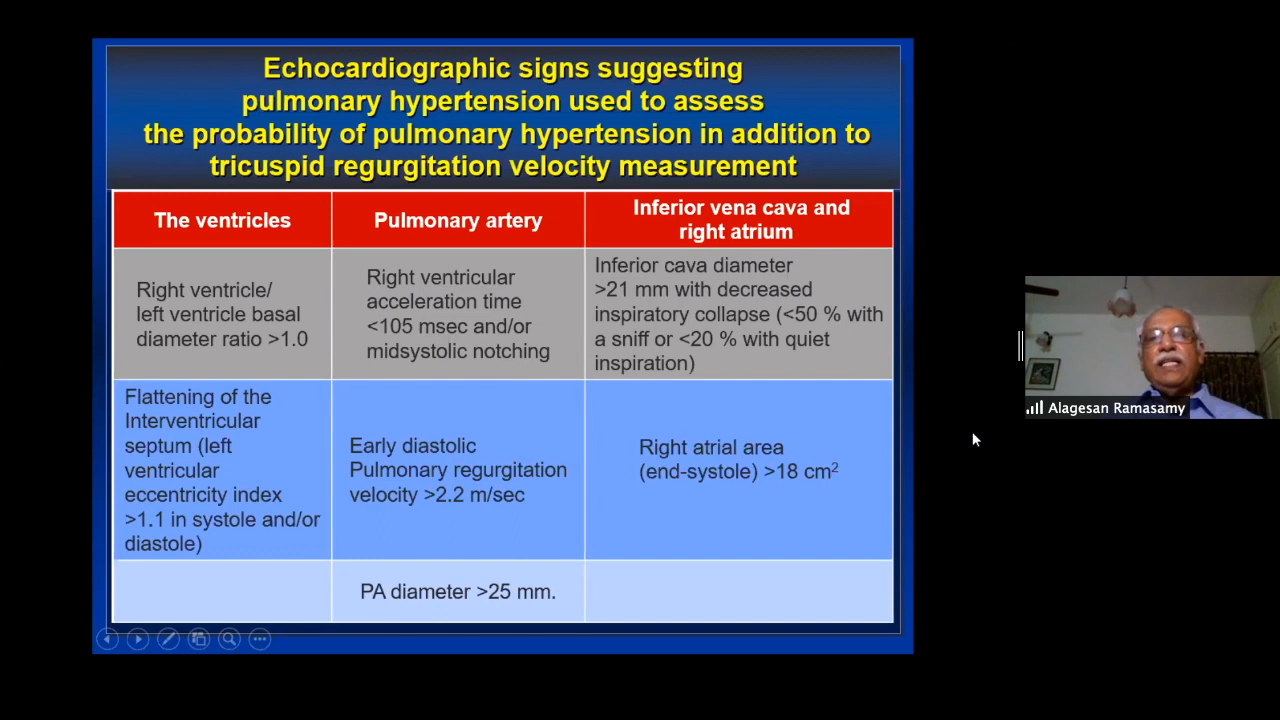 Echocardiographic signs suggesting
pulmonary hypertension used to assess
the probability of pulmonary hypertension in addition to
tricuspid regurgitation velocity measurement
The ventricles
Pulmonary artery
Inferior vena cava and
right atrium
Right ventricle/
left ventricle basal
diameter ratio >1.0
Right ventricular
acceleration time
<105 msec and/or
midsystolic notching
Inferior cava diameter
>21 mm with decreased
inspiratory collapse (<50 % with
a sniff or <20 % with quiet
inspiration)
Flattening of the
Interventricular
septum (left
ventricular
eccentricity index
>1.1 in systole and/or
diastole)
Early diastolic
Pulmonary regurgitation
velocity >2.2 m/sec
Right atrial area
(end-systole) >18 cm²
PA diameter >25 mm.
Alagesan Ramasamy